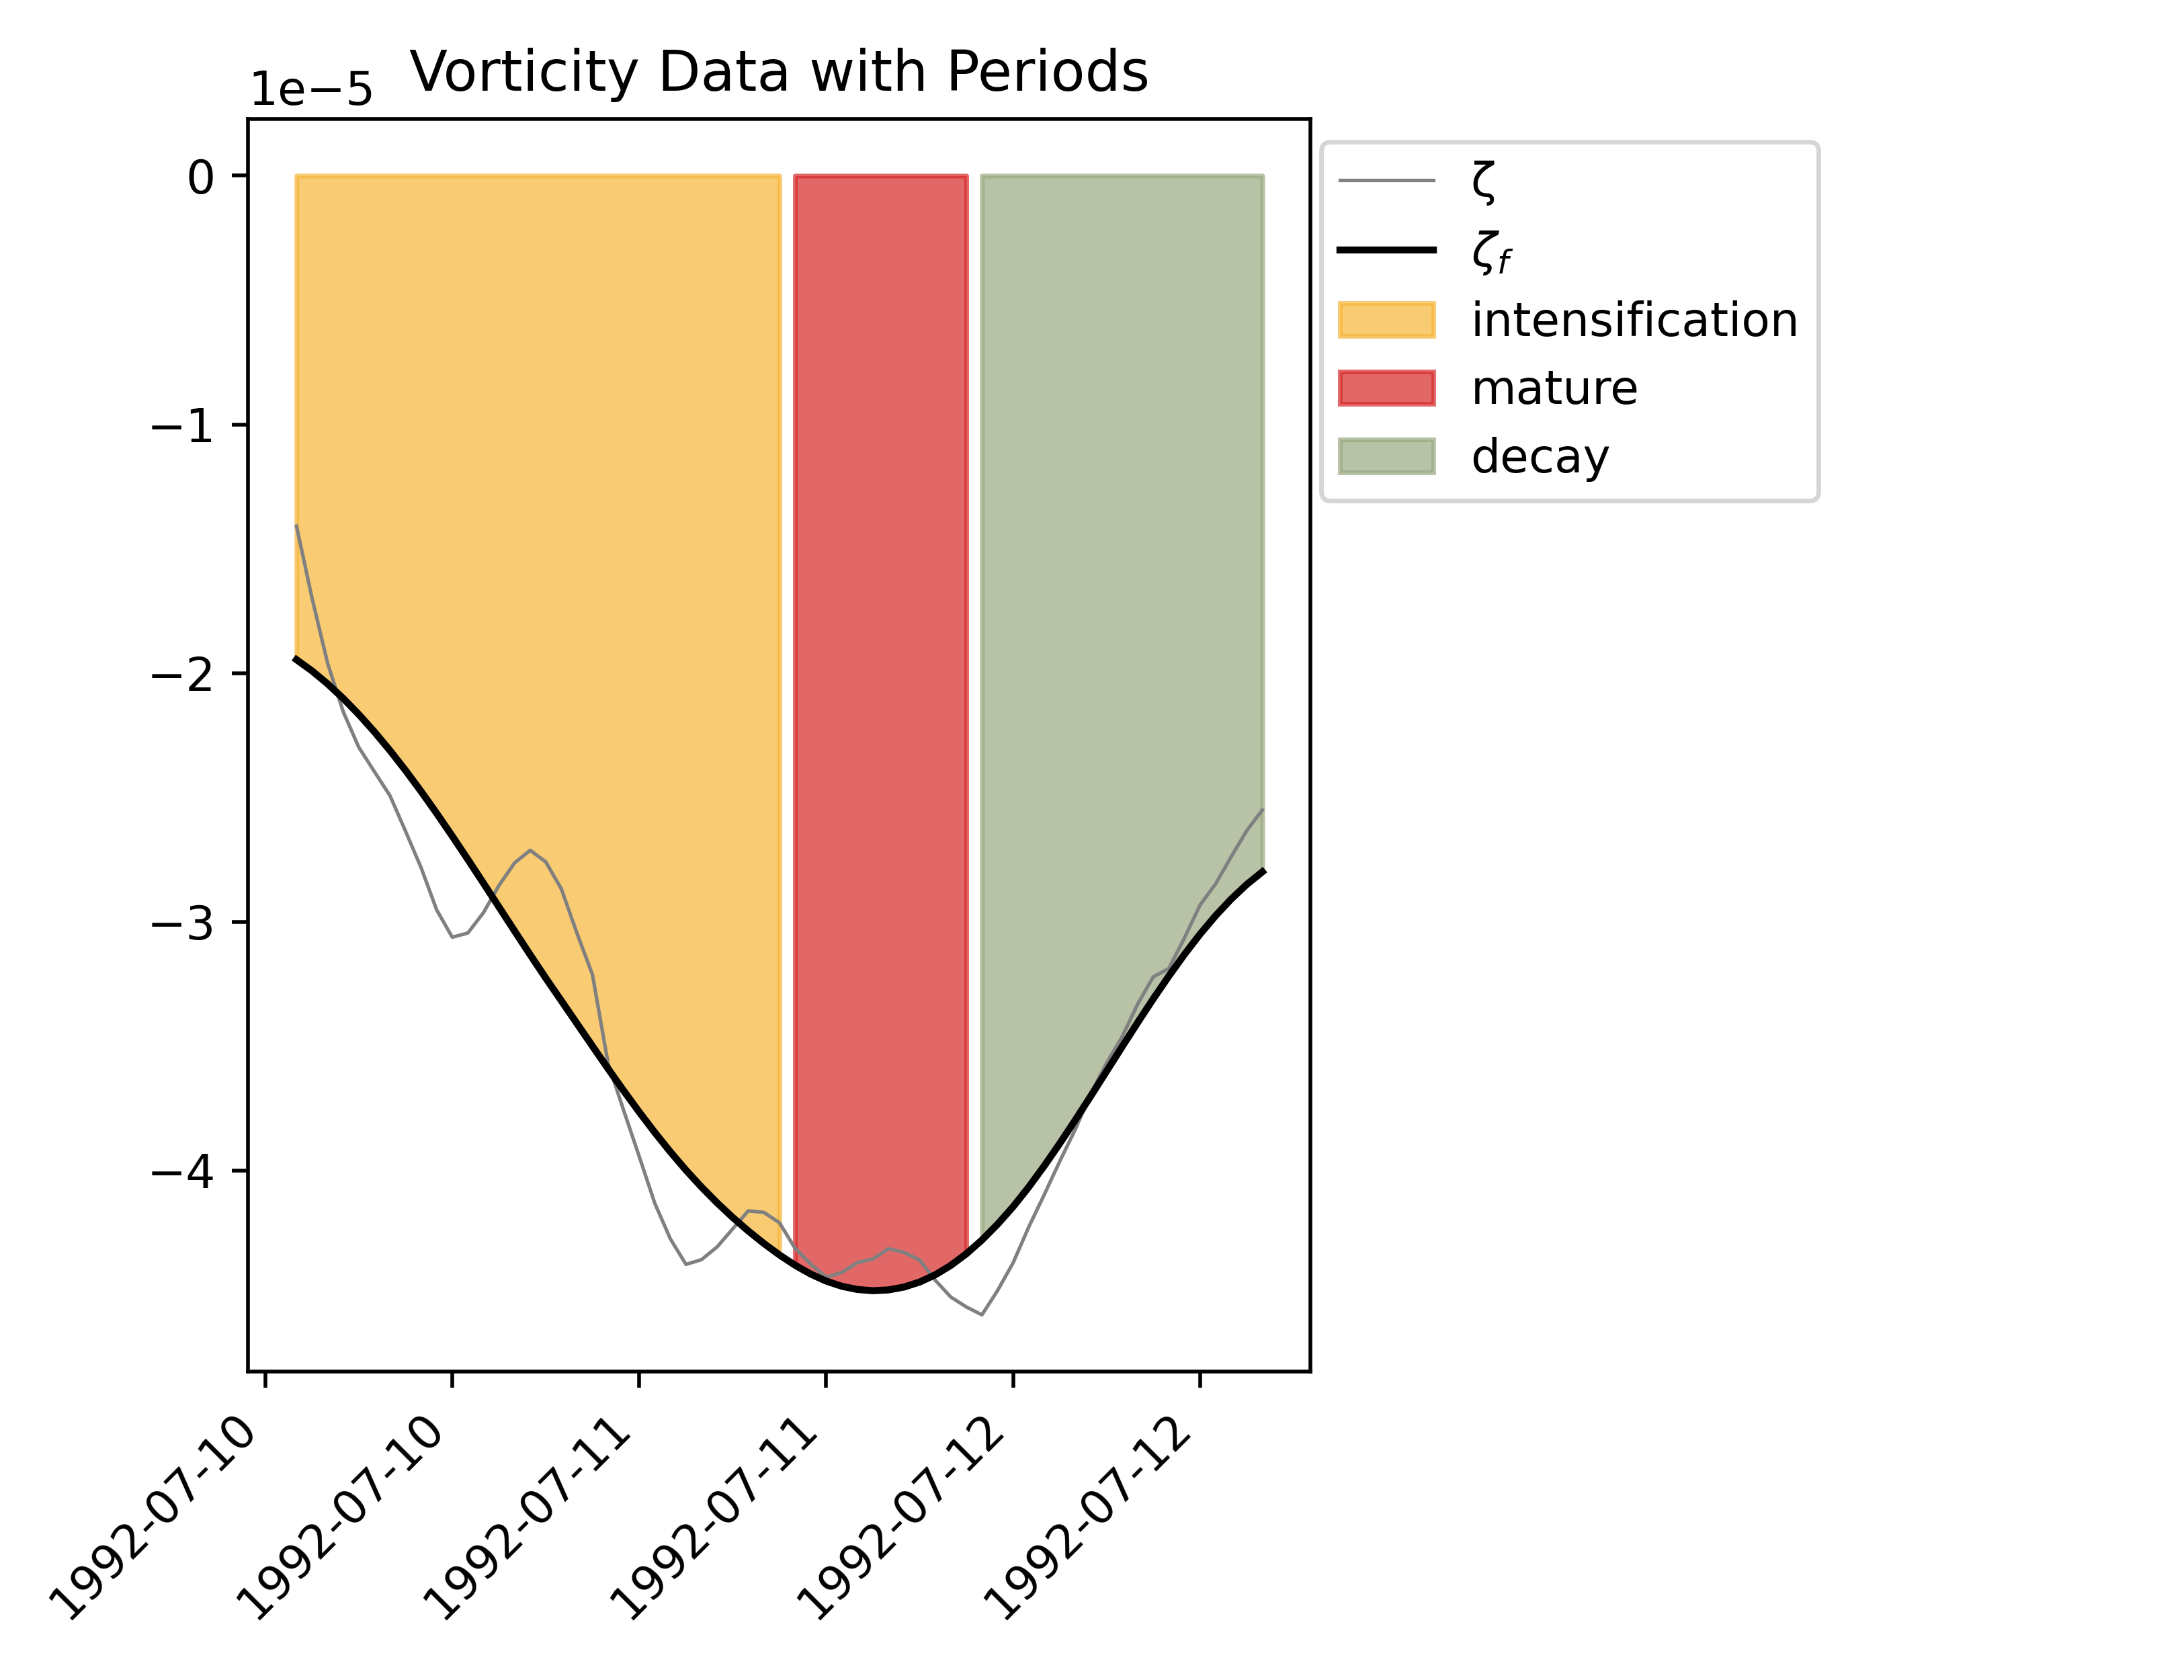 Vorticity Data with Periods
1e−5
0
−1
−2
−3
−4
1992-07-10
1992-07-10
1992-07-11
1992-07-11
1992-07-12
1992-07-12
ζ
ζf
intensification
mature
decay